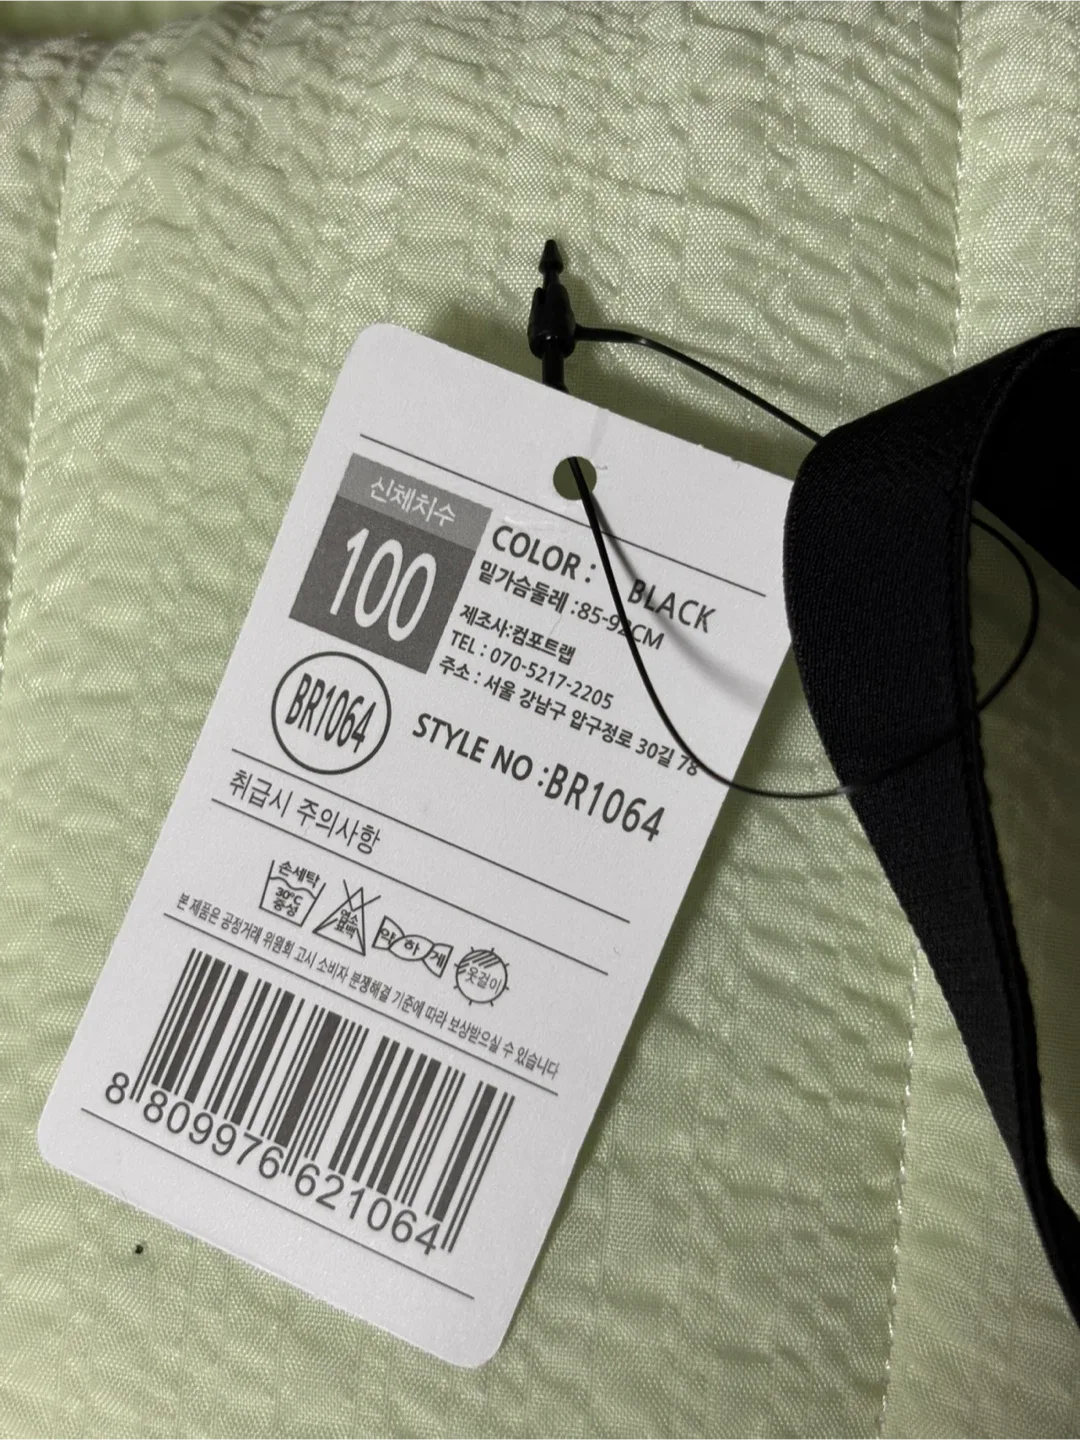 신체치수
100
COLOR : BLACK
밑가슴둘레 :85-92CM
제조사:컴포트랩
TEL : 070-5217-2205
주소 : 서울 강남구 압구정로 30길 78
BR1064
STYLE NO :BR1064
취급시 주의사항
손세탁
30℃
중성
염소
표백
약하게
옷걸이
본 제품은 공정거래 위원회 고시 소비자 분쟁해결 기준에 따라 보상받으실 수 있습니다
8 809976 621064